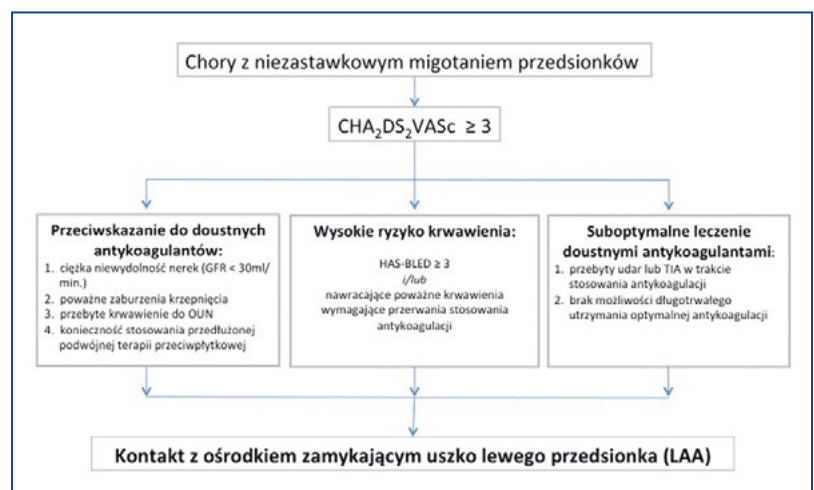 Chory z niezastawkowym migotaniem przedsionków
CHA₂DS₂VASc ≥ 3
Przeciwskazanie do doustnych
antykoagulantów:
1. ciężka niewydolność nerek (GFR < 30ml/
min.)
2. poważne zaburzenia krzepnięcia
3. przebyte krwawienie do OUN
4. konieczność stosowania przedłużonej
podwójnej terapii przeciwpłytkowej
Wysokie ryzyko krwawienia:
HAS-BLED ≥ 3
i/lub
nawracające poważne krwawienia
wymagające przerwania stosowania
antykoagulacji
Suboptymalne leczenie
doustnymi antykoagulantami:
1. przebyty udar lub TIA w trakcie
stosowania antykoagulacji
2. brak możliwości długotrwałego
utrzymania optymalnej antykoagulacji
Kontakt z ośrodkiem zamykającym uszko lewego przedsionka (LAA)